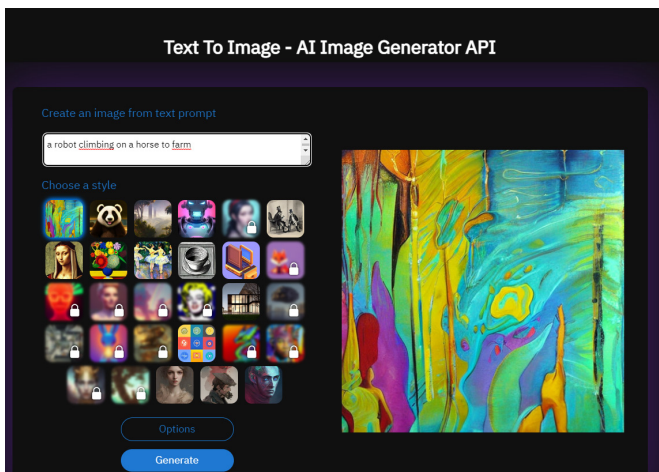 Text To Image - AI Image Generator API
Create an image from text prompt
a robot climbing on a horse to farm
Choose a style
Options
Generate